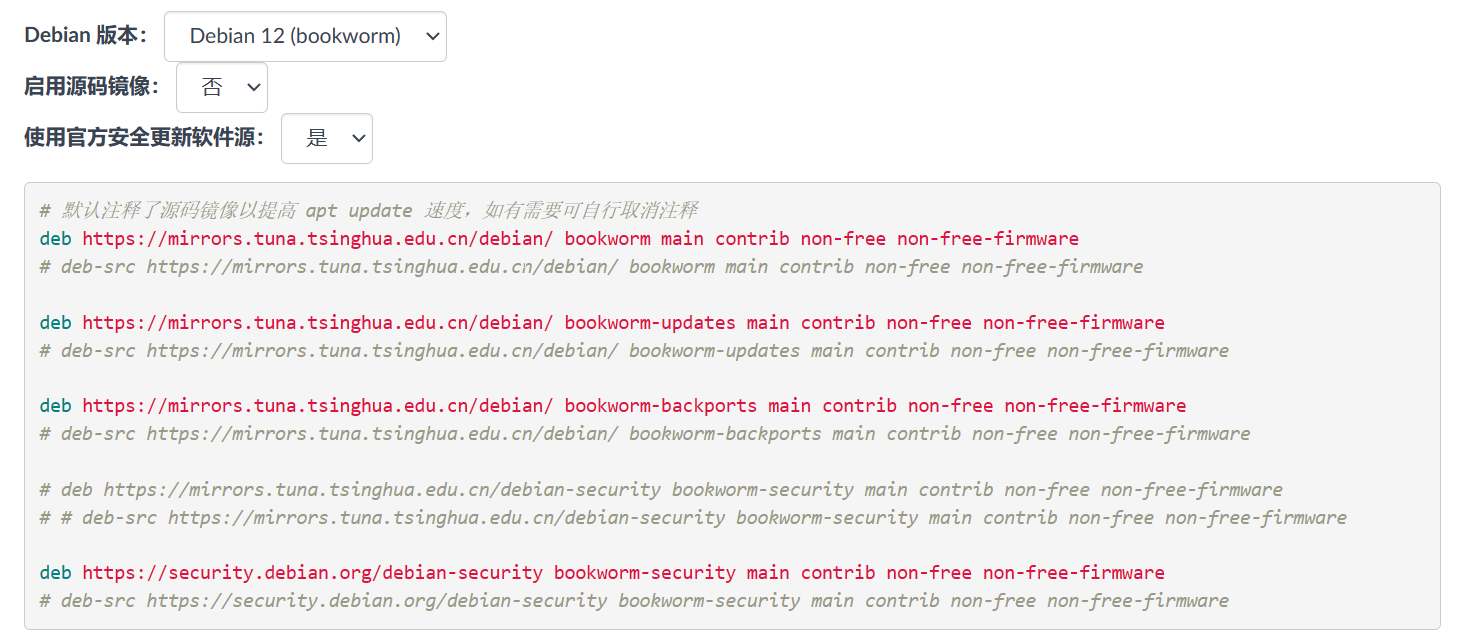 Debian 版本： Debian 12 (bookworm)
启用源码镜像： 否
使用官方安全更新软件源： 是
# 默认注释了源码镜像以提高 apt update 速度，如有需要可自行取消注释
deb https://mirrors.tuna.tsinghua.edu.cn/debian/ bookworm main contrib non-free non-free-firmware
# deb-src https://mirrors.tuna.tsinghua.edu.cn/debian/ bookworm main contrib non-free non-free-firmware
deb https://mirrors.tuna.tsinghua.edu.cn/debian/ bookworm-updates main contrib non-free non-free-firmware
# deb-src https://mirrors.tuna.tsinghua.edu.cn/debian/ bookworm-updates main contrib non-free non-free-firmware
deb https://mirrors.tuna.tsinghua.edu.cn/debian/ bookworm-backports main contrib non-free non-free-firmware
# deb-src https://mirrors.tuna.tsinghua.edu.cn/debian/ bookworm-backports main contrib non-free non-free-firmware
# deb https://mirrors.tuna.tsinghua.edu.cn/debian-security bookworm-security main contrib non-free non-free-firmware
# # deb-src https://mirrors.tuna.tsinghua.edu.cn/debian-security bookworm-security main contrib non-free non-free-firmware
deb https://security.debian.org/debian-security bookworm-security main contrib non-free non-free-firmware
# deb-src https://security.debian.org/debian-security bookworm-security main contrib non-free non-free-firmware